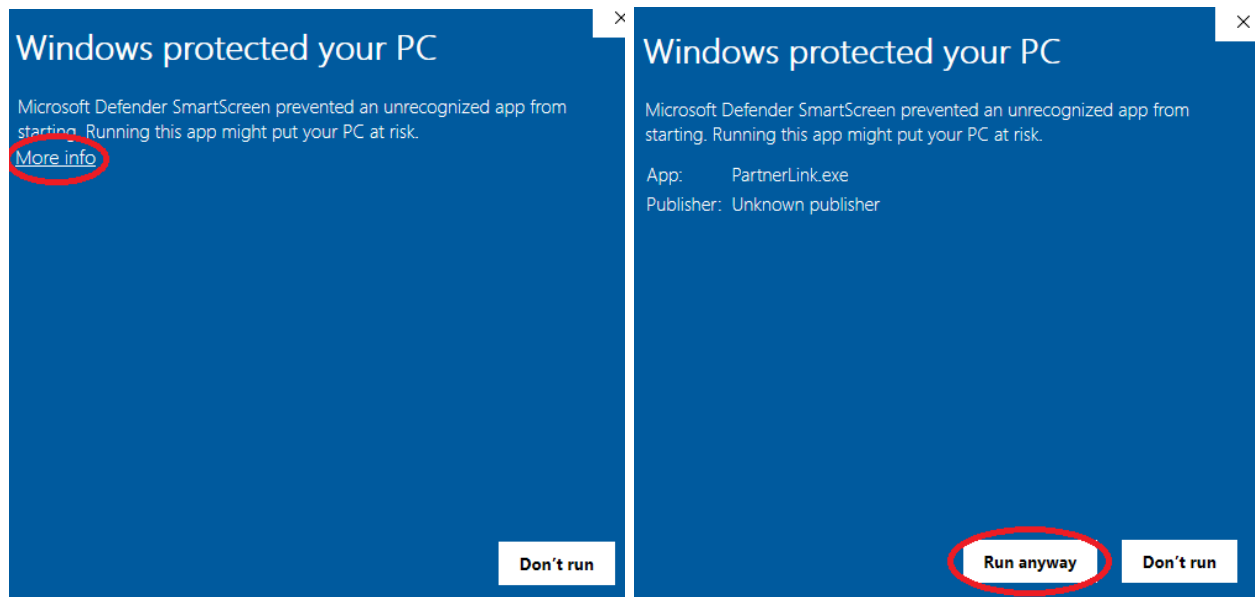 Windows protected your PC
Microsoft Defender SmartScreen prevented an unrecognized app from
starting. Running this app might put your PC at risk.
More info
Don't run
Windows protected your PC
Microsoft Defender SmartScreen prevented an unrecognized app from
starting. Running this app might put your PC at risk.
App: PartnerLink.exe
Publisher: Unknown publisher
Run anyway Don't run